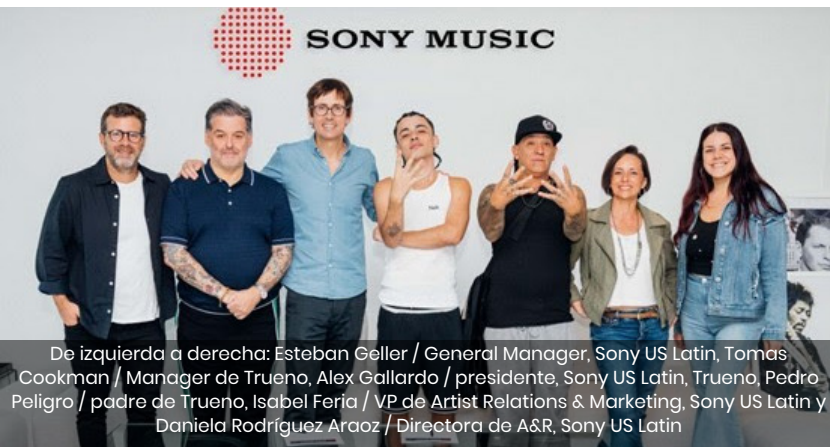 SONY MUSIC
De izquierda a derecha: Esteban Geller / General Manager, Sony US Latin, Tomas
Cookman / Manager de Trueno, Alex Gallardo / presidente, Sony US Latin, Trueno, Pedro
Peligro / padre de Trueno, Isabel Feria / VP de Artist Relations & Marketing, Sony US Latin y
Daniela Rodríguez Araoz / Directora de A&R, Sony US Latin